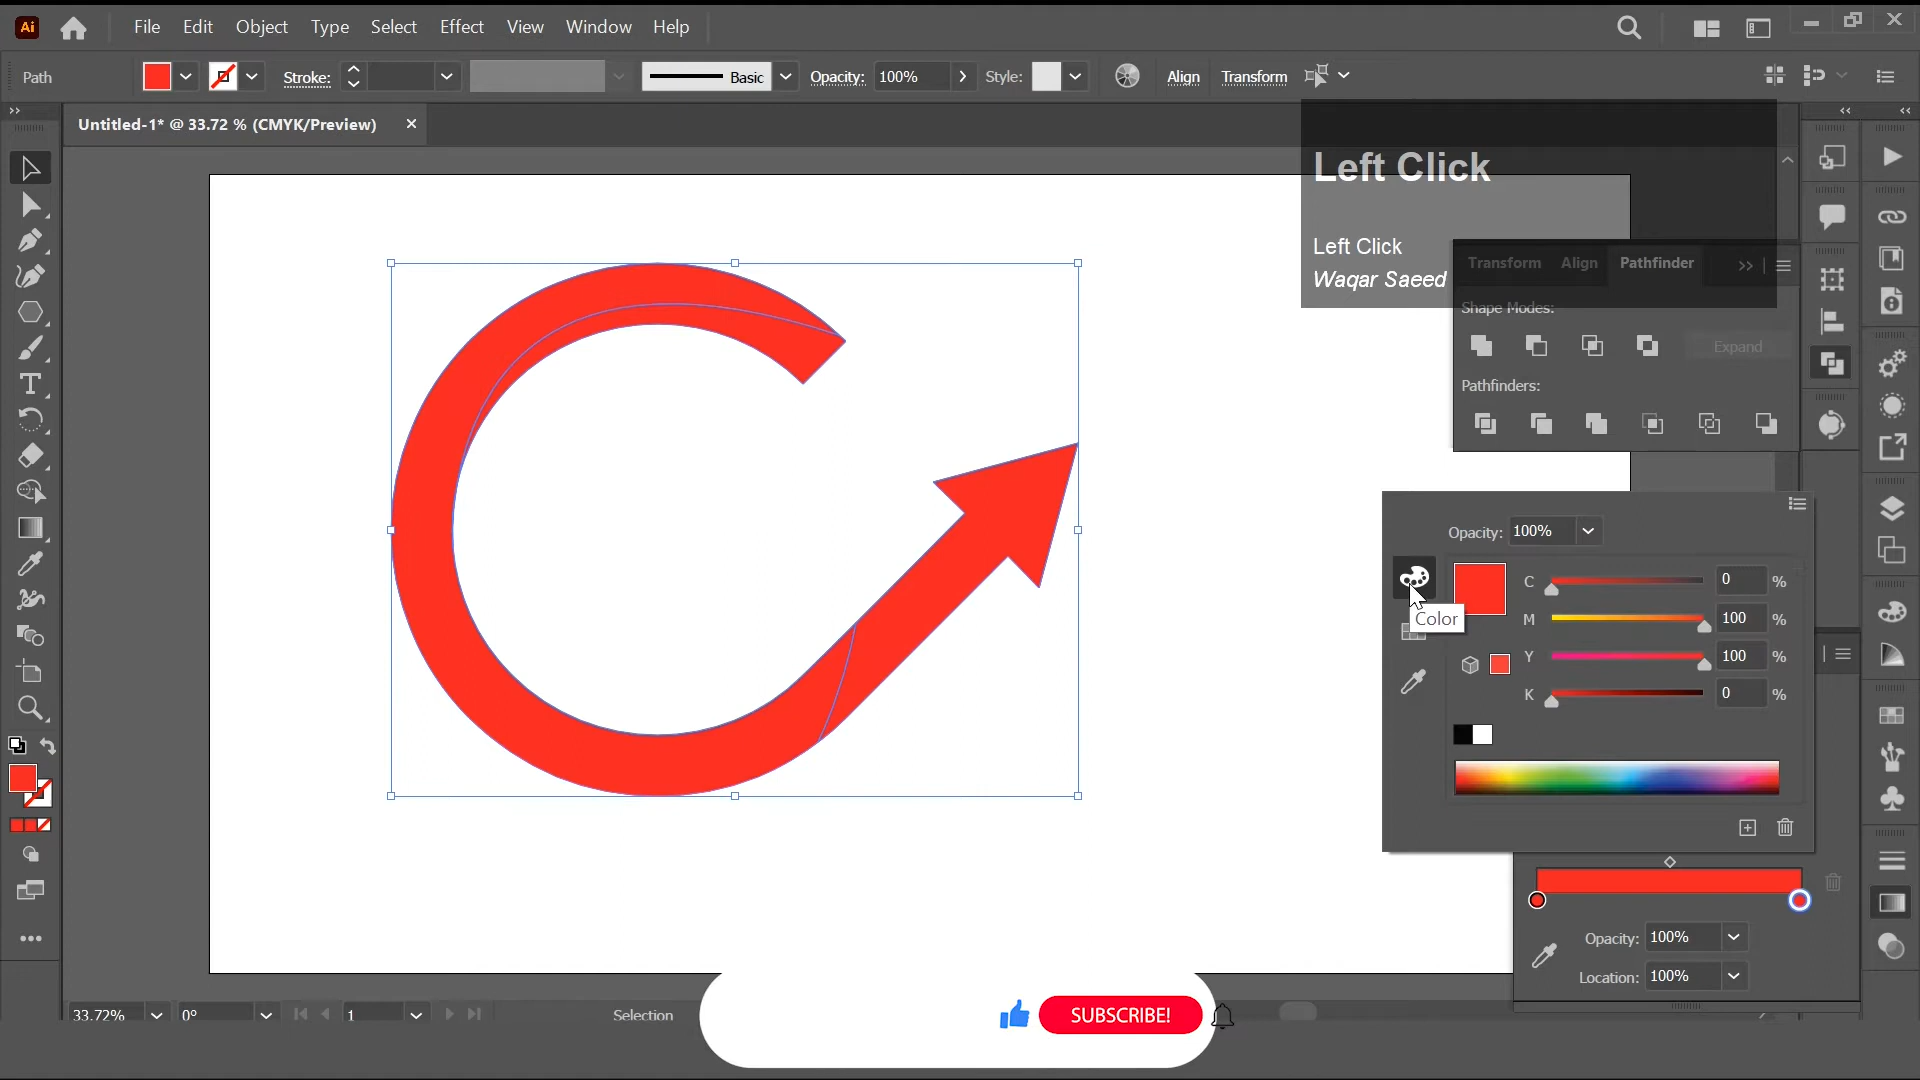 Ai File Edit Object Type Select Effect View Window Help
Path Stroke: Basic Opacity: 100% Style: Align Transform
Untitled-1* @ 33.72 % (CMYK/Preview)
Left Click
Left Click
Waqar Saeed
Transform Align Pathfinder
Shape Modes:
Expand
Pathfinders:
Opacity: 100%
C 0 %
Color
M 100 %
Y 100 %
K 0 %
T
Opacity: 100%
Location: 100%
33.72% 0° 1 Selection
SUBSCRIBE!